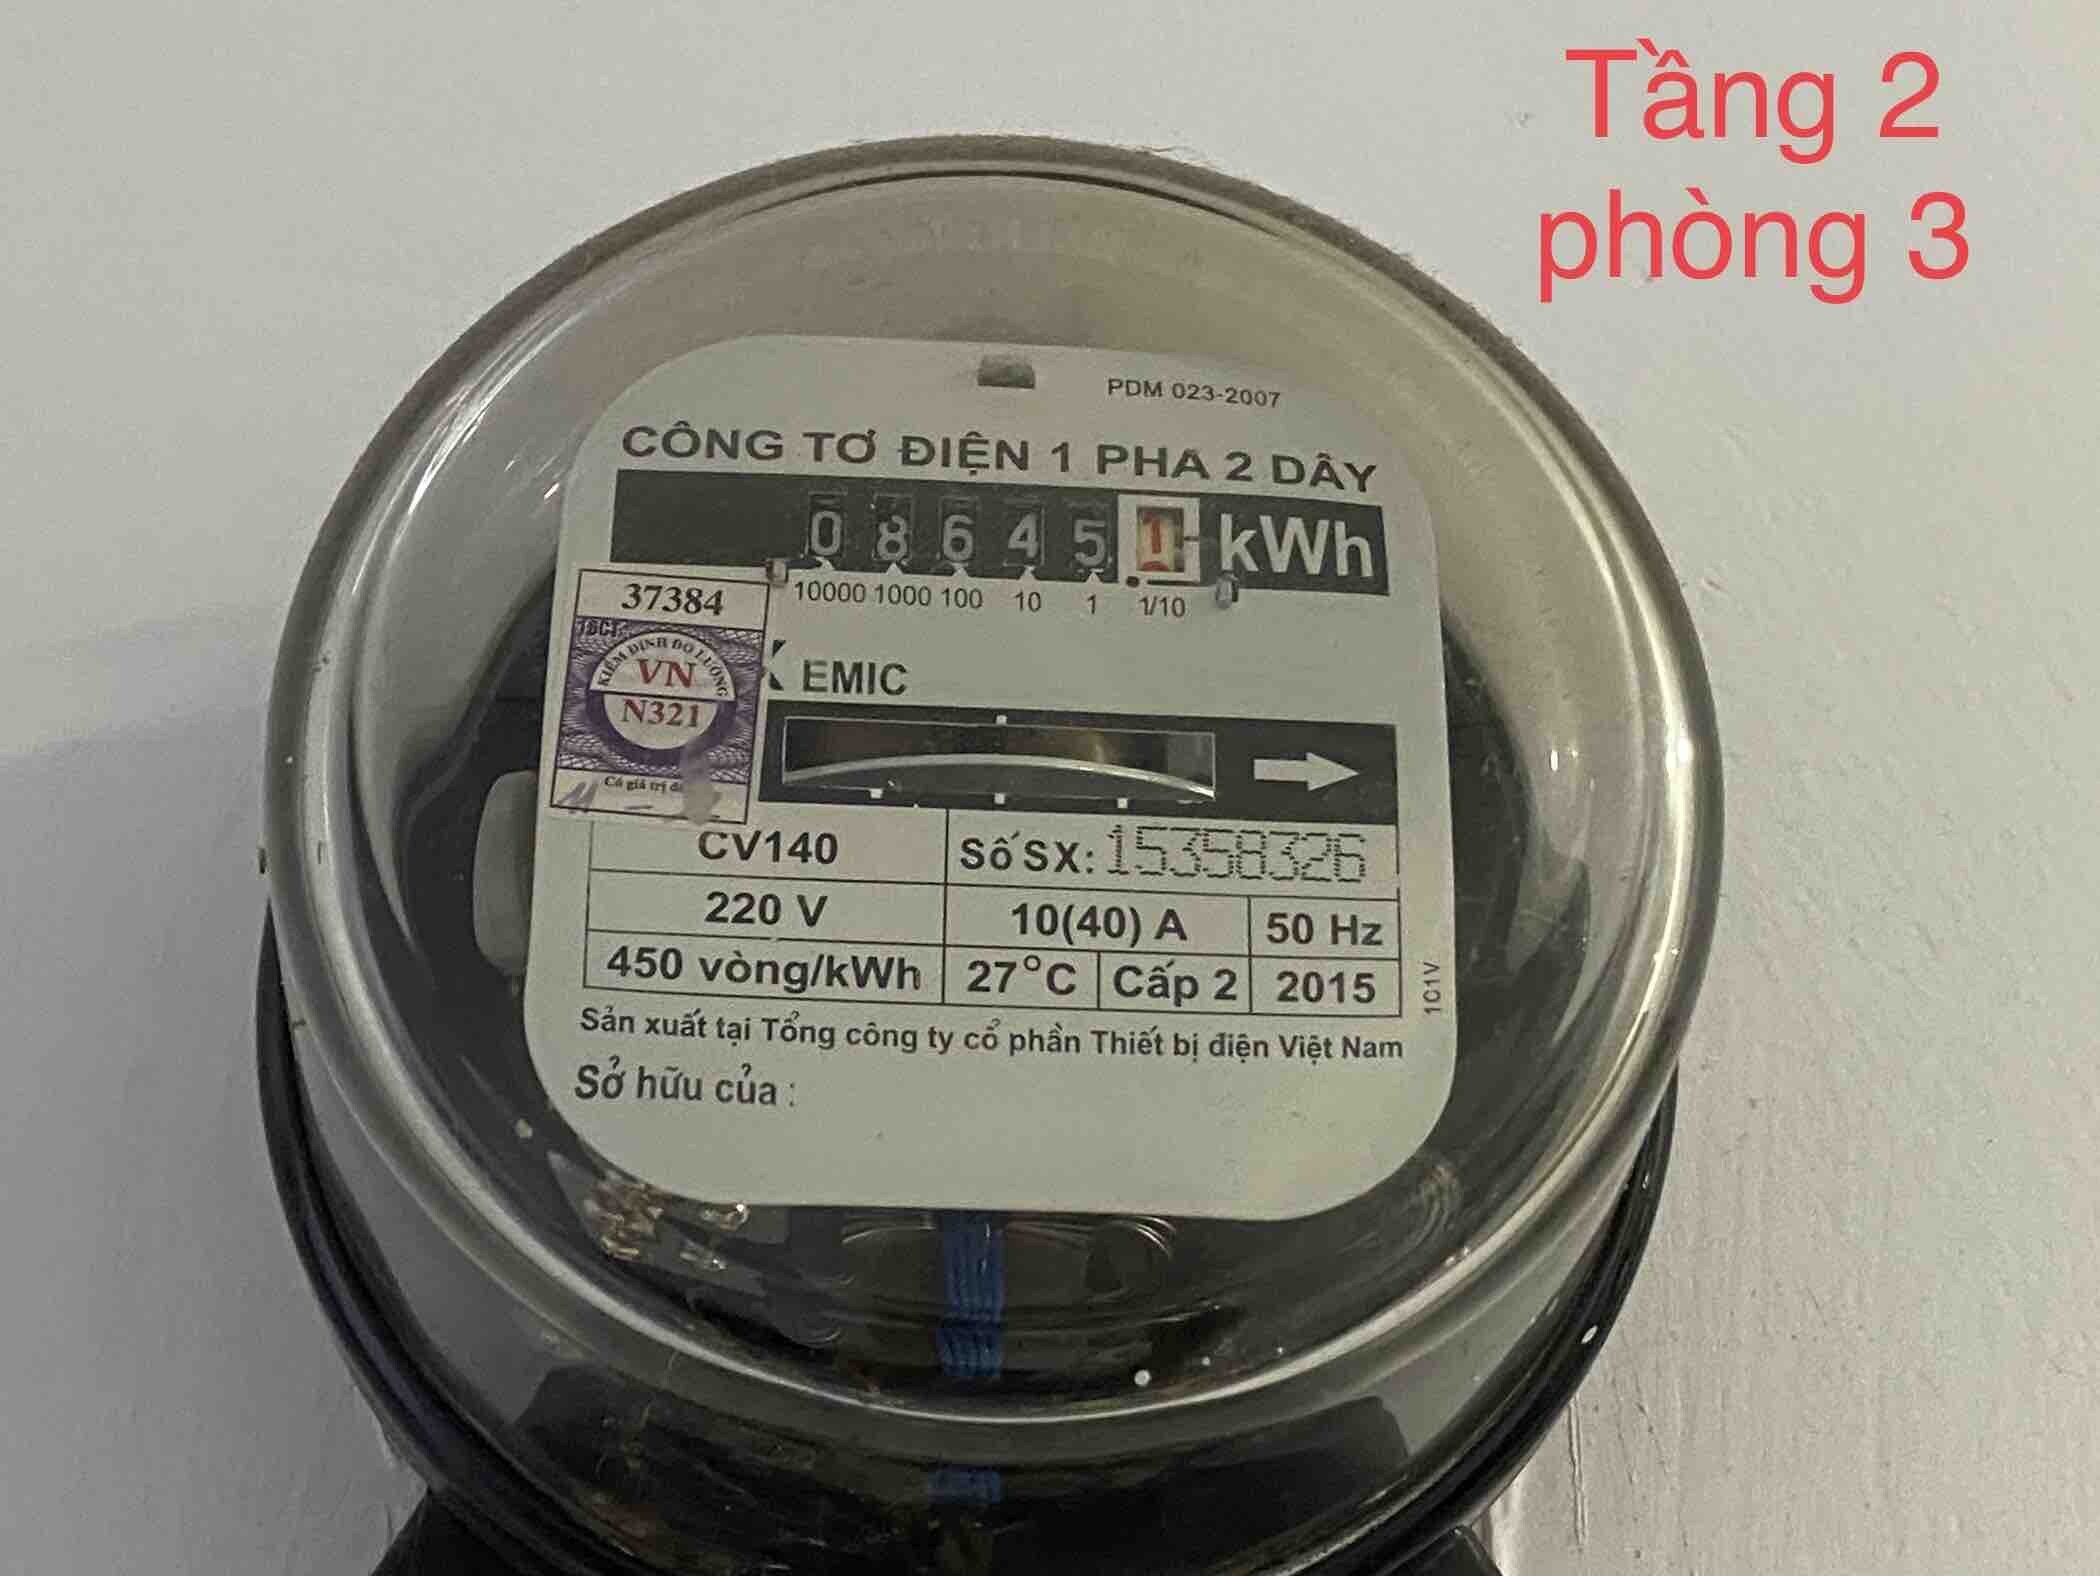 Tầng 2
phòng 3
PDM 023-2007
CÔNG TƠ ĐIỆN 1 PHA 2 DÂY
0 8 6 4 5 1 kWh
10000 1000 100 10 1 1/10
37384
KIỂM ĐỊNH ĐO LƯỜNG
VN
N321
Có giá trị
EMIC
CV140
Số SX: 15358326
220 V
10(40) A
50 Hz
450 vòng/kWh
27°C
Cấp 2
2015
1C1V
Sản xuất tại Tổng công ty cổ phần Thiết bị điện Việt Nam
Sở hữu của :